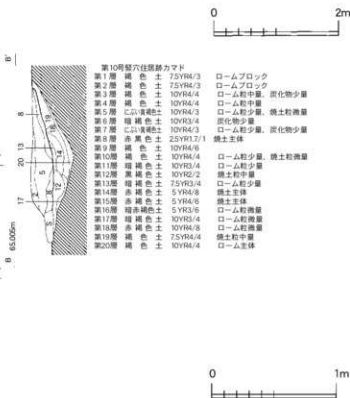 0 2m
B'
第10号竪穴住居跡カマド
第1層 褐色土 7.5YR4/3 ロームブロック
第2層 褐色土 7.5YR4/3 ロームブロック
第3層 褐色土 10YR4/4 ローム粒中量、炭化物少量
第4層 褐色土 10YR4/4 ローム粒中量
第5層 にぶい黄褐色土 10YR4/3 ローム粒少量、焼土粒微量
第6層 暗褐色土 10YR3/4 炭化物少量
第7層 にぶい黄褐色土 10YR4/3 ローム粒少量、炭化物少量
第8層 赤黒色土 2.5YR1.7/1 焼土主体
第9層 褐色土 10YR4/6
第10層 褐色土 10YR4/4 ローム粒少量、焼土粒微量
第11層 暗褐色土 10YR3/4 ローム粒少量
第12層 黒褐色土 10YR2/2 焼土粒中量
第13層 暗褐色土 7.5YR3/4 ローム粒少量
第14層 赤褐色土 5YR4/8 焼土主体
第15層 赤褐色土 5YR4/6 焼土主体
第16層 暗赤褐色土 5YR3/6 ローム粒微量
第17層 暗褐色土 10YR3/4 ローム粒微量
第18層 赤褐色土 5YR4/8 ローム粒微量
第19層 褐色土 7.5YR4/4 焼土粒中量
第20層 褐色土 10YR4/4 ローム主体
8
13
20
17
19
14
5
12
8
2
5
B 65.005m
0 1m